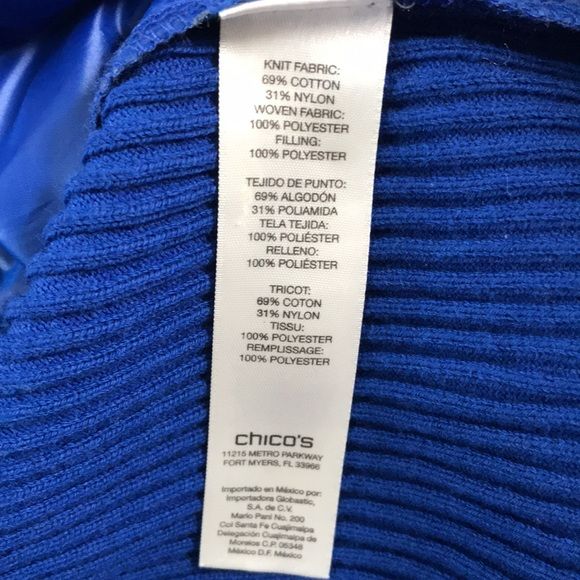 KNIT FABRIC:
69% COTTON
31% NYLON
WOVEN FABRIC:
100% POLYESTER
FILLING:
100% POLYESTER
TEJIDO DE PUNTO:
69% ALGODÓN
31% POLIAMIDA
TELA TEJIDA:
100% POLIÉSTER
RELLENO:
100% POLIÉSTER
TRICOT:
69% COTON
31% NYLON
TISSU:
100% POLYESTER
REMPLISSAGE:
100% POLYESTER
chico's
11215 METRO PARKWAY
FORT MYERS, FL 33966
Importado en México por:
Importadora Globastic,
S.A. de C.V.
Mario Pani No. 200
Col Santa Fe Cuajimalpa
Delegación Cuajimalpa de
Morelos C.P. 05348
México D.F. México